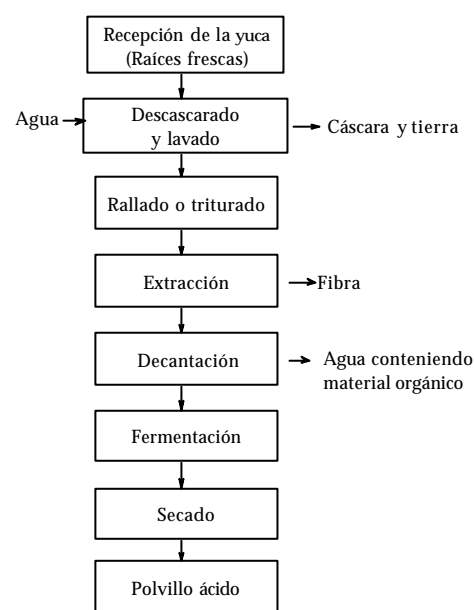 Recepción de la yuca
(Raíces frescas)
Agua
Descascarado
y lavado
Cáscara y tierra
Rallado o triturado
Extracción
Fibra
Decantación
Agua conteniendo
material orgánico
Fermentación
Secado
Polvillo ácido